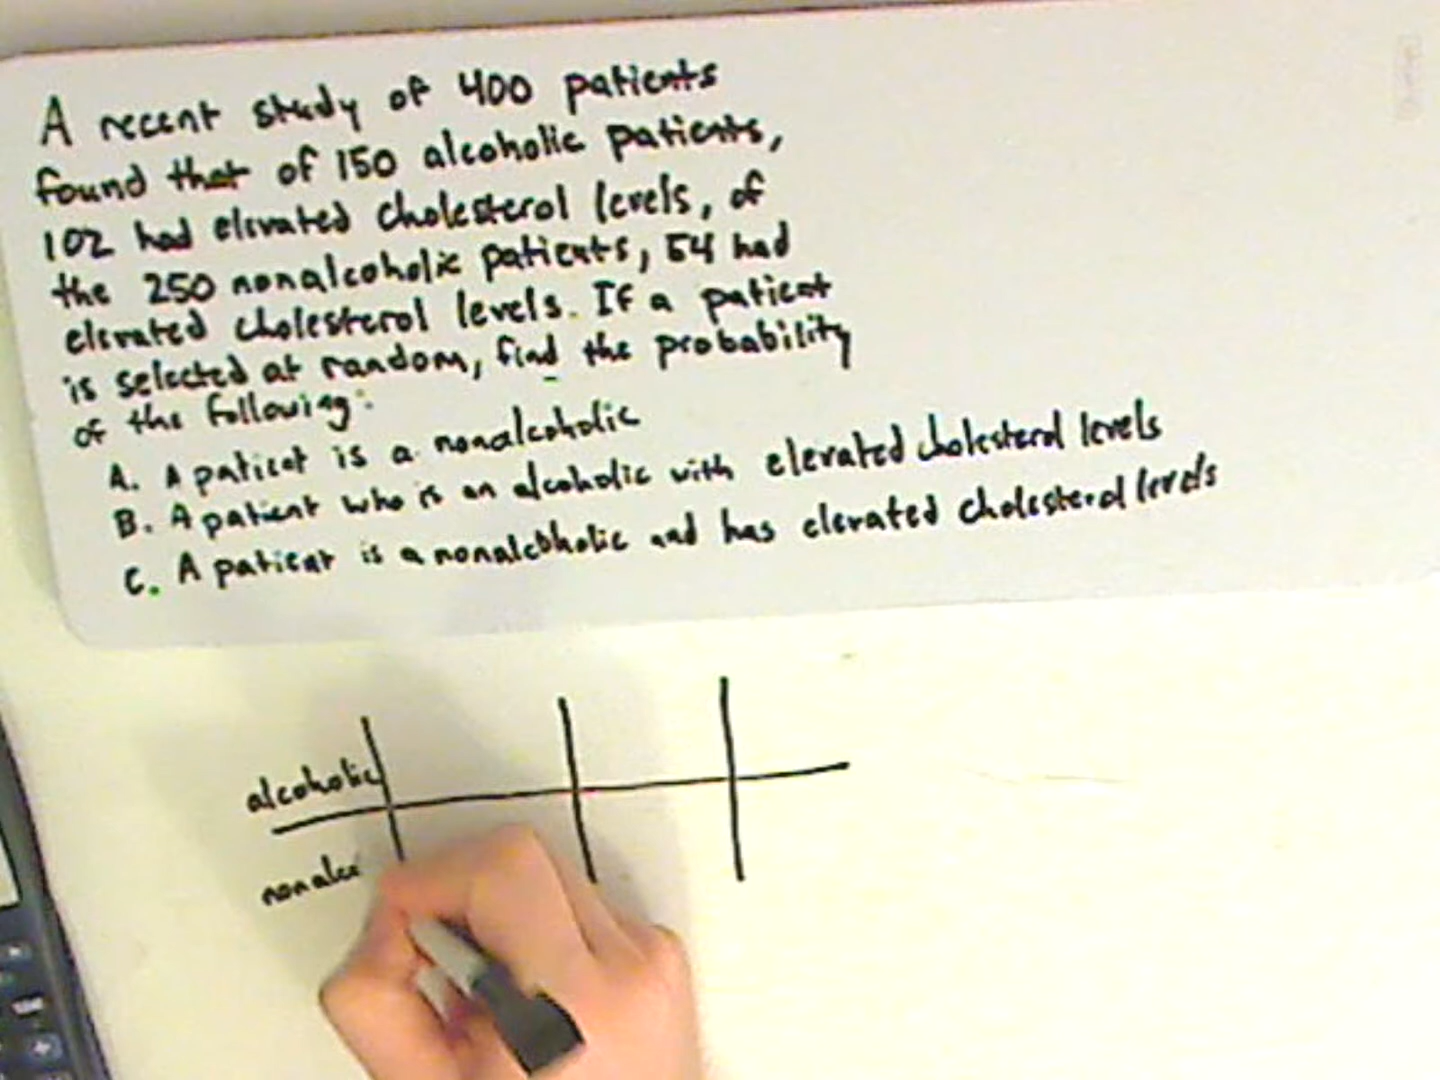 A recent study of 400 patients
found that of 150 alcoholic patients,
102 had elevated cholesterol levels, of
the 250 nonalcoholic patients, 54 had
elevated cholesterol levels. If a patient
is selected at random, find the probability
of the following:
A. A patient is a nonalcoholic
B. A patient who is an alcoholic with elevated cholesterol levels
C. A patient is a nonalcoholic and has elevated cholesterol levels
alcoholic
nonalco